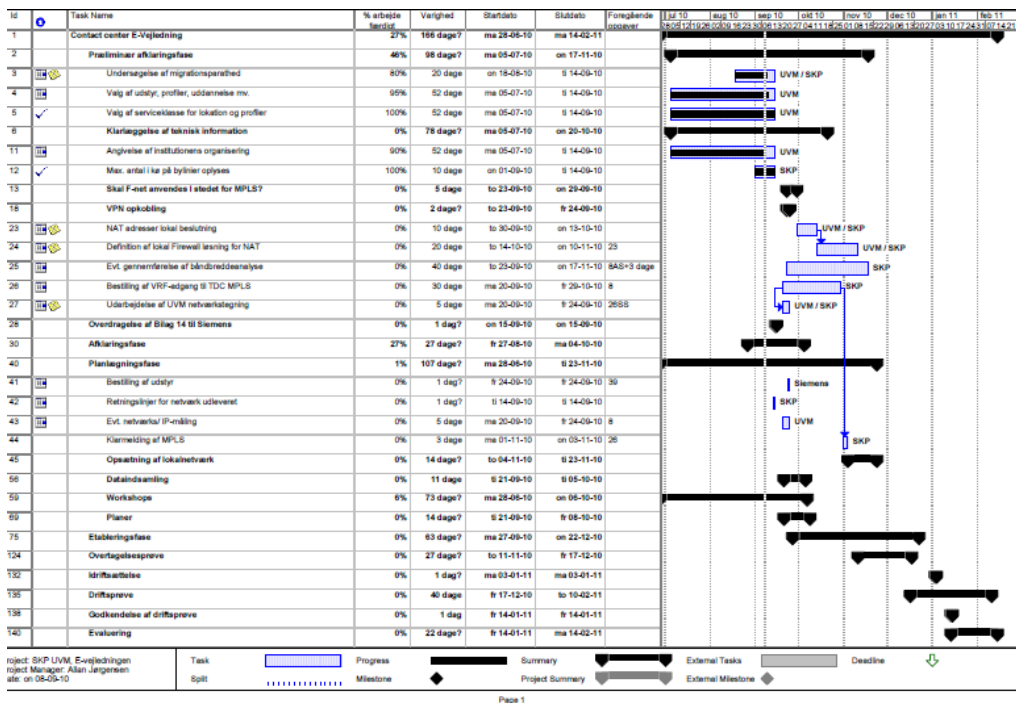 Id Task Name % arbejde færdigt Varighed Startdato Slutdato Foregående opgaver jul 10 aug 10 sep 10 okt 10 nov 10 dec 10 jan 11 feb 11
1 Contact center E-Vejledning 27% 166 dage? ma 28-06-10 ma 14-02-11
2 Præliminær afklaringsfase 46% 98 dage? ma 05-07-10 on 17-11-10
3 Undersøgelse af migrationsparathed 80% 20 dage on 18-08-10 ti 14-09-10 UVM / SKP
4 Valg af udstyr, profiler, uddannelse mv. 95% 52 dage ma 05-07-10 ti 14-09-10 UVM
5 Valg af serviceklasse for lokation og profiler 100% 52 dage ma 05-07-10 ti 14-09-10 UVM
6 Klarlæggelse af teknisk information 0% 78 dage? ma 05-07-10 on 20-10-10
11 Angivelse af institutionens organisering 90% 52 dage ma 05-07-10 ti 14-09-10 UVM
12 Max. antal i kø på bylinier oplyses 100% 10 dage on 01-09-10 ti 14-09-10 SKP
13 Skal F-net anvendes i stedet for MPLS? 0% 5 dage to 23-09-10 on 29-09-10
18 VPN opkobling 0% 2 dage? to 23-09-10 fr 24-09-10
23 NAT adresser lokal beslutning 0% 10 dage to 30-09-10 on 13-10-10 UVM / SKP
24 Definition af lokal Firewall løsning for NAT 0% 20 dage to 14-10-10 on 10-11-10 23 UVM / SKP
25 Evt. gennemførelse af båndbreddeanalyse 0% 40 dage to 23-09-10 on 17-11-10 8AS+3 dage SKP
26 Bestilling af VRF-adgang til TDC MPLS 0% 30 dage ma 20-09-10 fr 29-10-10 8 SKP
27 Udarbejdelse af UVM netværkstegning 0% 5 dage ma 20-09-10 fr 24-09-10 26SS UVM / SKP
28 Overdragelse af Bilag 14 til Siemens 0% 1 dag? on 15-09-10 on 15-09-10
30 Afklaringsfase 27% 27 dage? fr 27-08-10 ma 04-10-10
40 Planlægningsfase 1% 107 dage? ma 28-06-10 ti 23-11-10
41 Bestilling af udstyr 0% 1 dag? fr 24-09-10 fr 24-09-10 39 Siemens
42 Retningslinjer for netværk udleveret 0% 1 dag? ti 14-09-10 ti 14-09-10 SKP
43 Evt. netværks/ IP-måling 0% 5 dage ma 20-09-10 fr 24-09-10 8 UVM
44 Klarmelding af MPLS 0% 3 dage ma 01-11-10 on 03-11-10 26 SKP
45 Opsætning af lokalnetværk 0% 14 dage? to 04-11-10 ti 23-11-10
56 Dataindsamling 0% 11 dage ti 21-09-10 ti 05-10-10
59 Workshops 6% 73 dage? ma 28-06-10 on 06-10-10
69 Planer 0% 14 dage? ti 21-09-10 fr 08-10-10
75 Etableringsfase 0% 63 dage? ma 27-09-10 on 22-12-10
124 Overtagelsesprøve 0% 27 dage? to 11-11-10 fr 17-12-10
132 Idriftsættelse 0% 1 dag? ma 03-01-11 ma 03-01-11
135 Driftsprøve 0% 40 dage fr 17-12-10 to 10-02-11
138 Godkendelse af driftsprøve 0% 1 dag fr 14-01-11 fr 14-01-11
140 Evaluering 0% 22 dage? fr 14-01-11 ma 14-02-11
roject: SKP UVM, E-vejledningen
roject Manager: Allan Jørgensen
ate: on 08-09-10
Task Progress Summary External Tasks Deadline
Split Milestone Project Summary External Milestone
Page 1